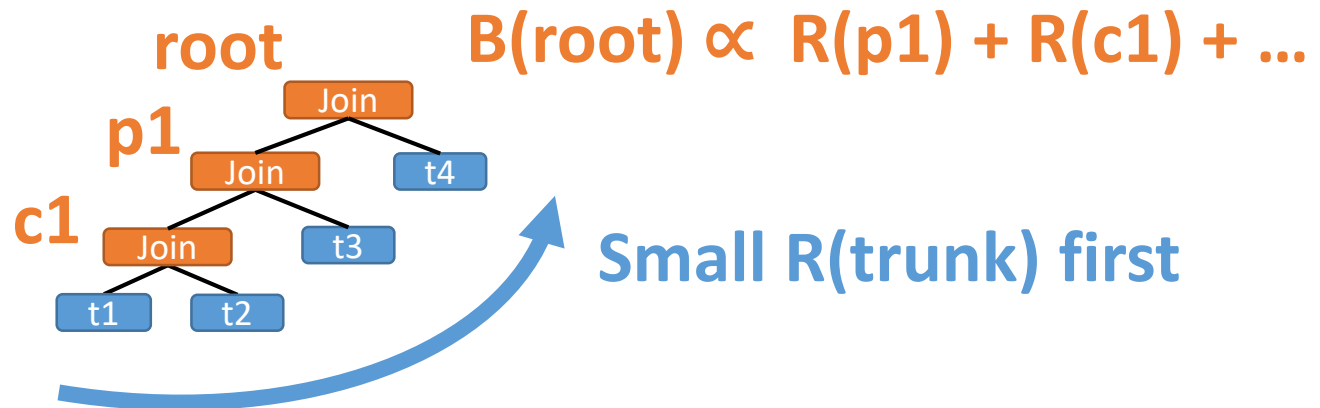 root
B(root) ∝ R(p1) + R(c1) + …
Join
p1
Join
t4
c1
Join
t3
Small R(trunk) first
t1
t2